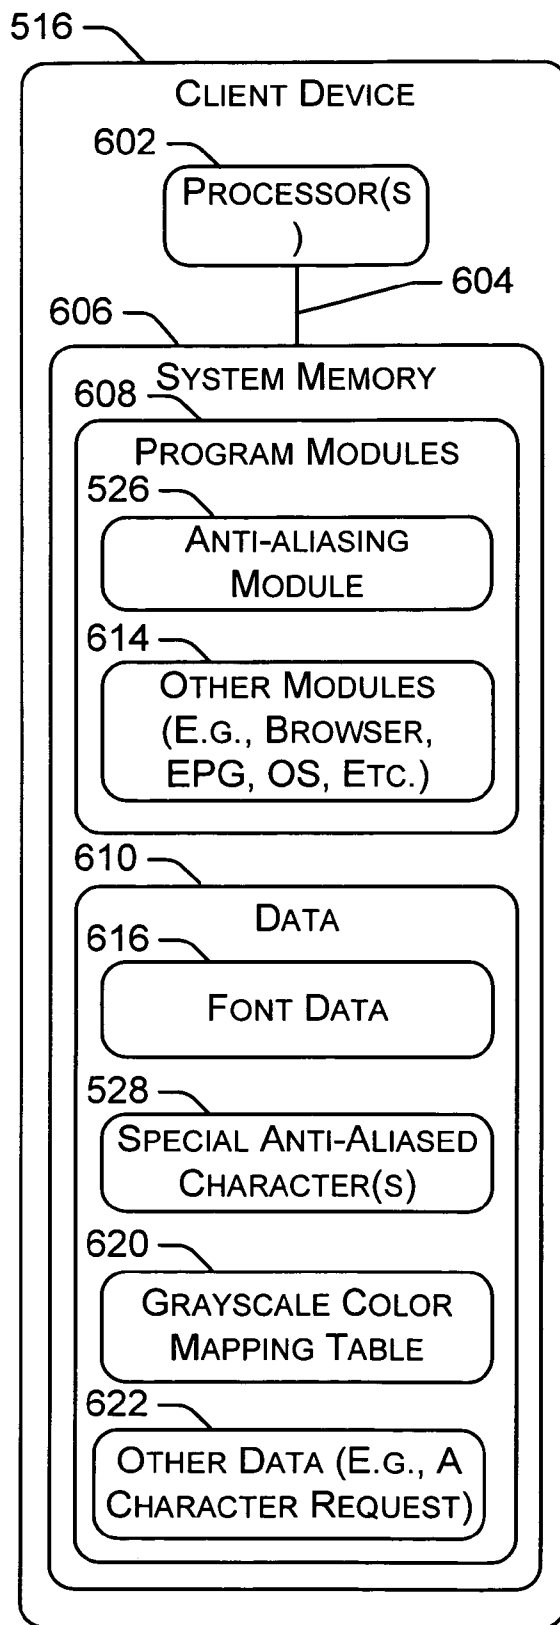 516
CLIENT DEVICE
602
PROCESSOR(S
)
604
606
SYSTEM MEMORY
608
PROGRAM MODULES
526
ANTI-ALIASING
MODULE
614
OTHER MODULES
(E.G., BROWSER,
EPG, OS, ETC.)
610
DATA
616
FONT DATA
528
SPECIAL ANTI-ALIASED
CHARACTER(S)
620
GRAYSCALE COLOR
MAPPING TABLE
622
OTHER DATA (E.G., A
CHARACTER REQUEST)